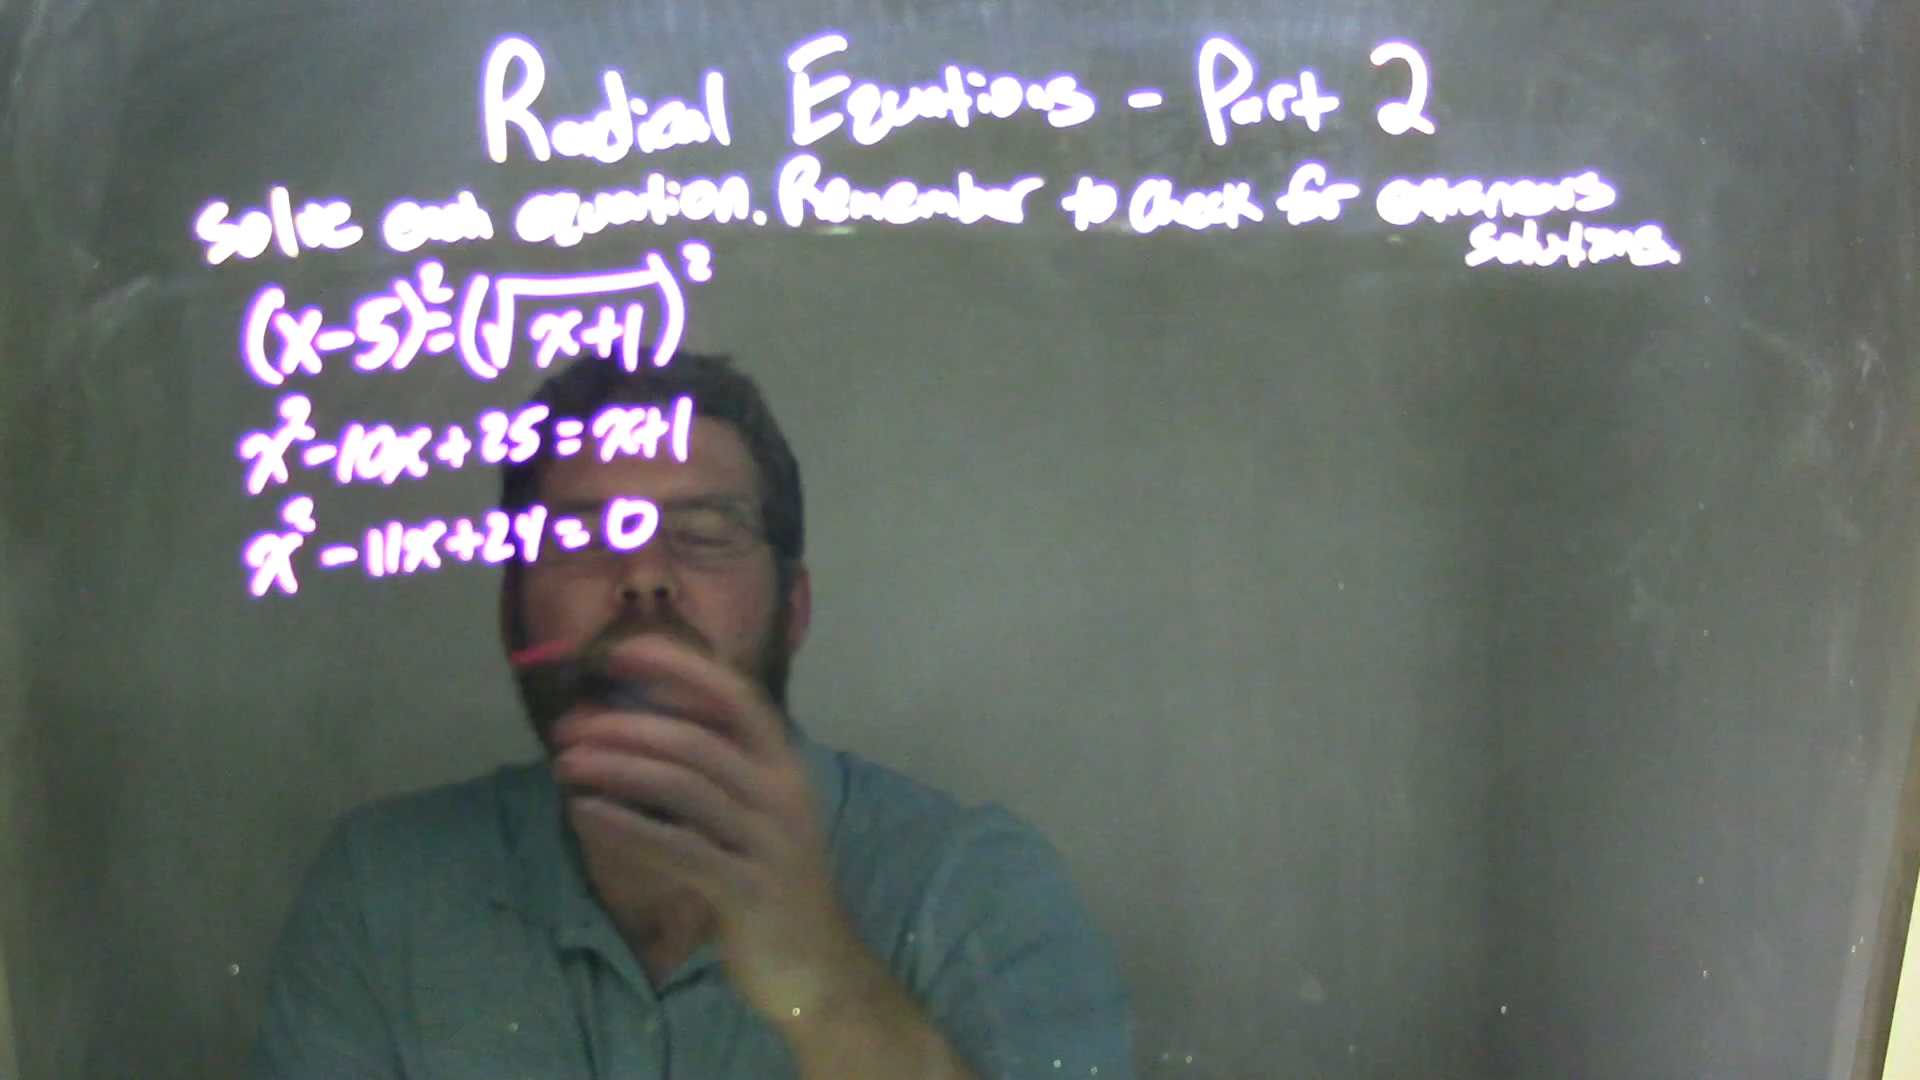 Radical Equations - Part 2
Solve each equation. Remember to check for extraneous
solutions.
(x-5)²=(√x+1)²
x²-10x+25=x+1
x²-11x+24=0